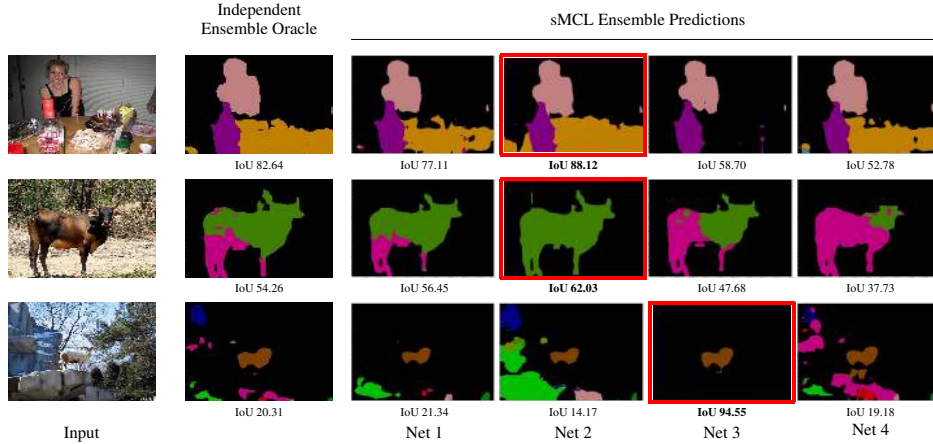 Independent
Ensemble Oracle
sMCL Ensemble Predictions
IoU 82.64
IoU 77.11
IoU 88.12
IoU 58.70
IoU 52.78
IoU 54.26
IoU 56.45
IoU 62.03
IoU 47.68
IoU 37.73
IoU 20.31
IoU 21.34
IoU 14.17
IoU 94.55
IoU 19.18
Input
Net 1
Net 2
Net 3
Net 4